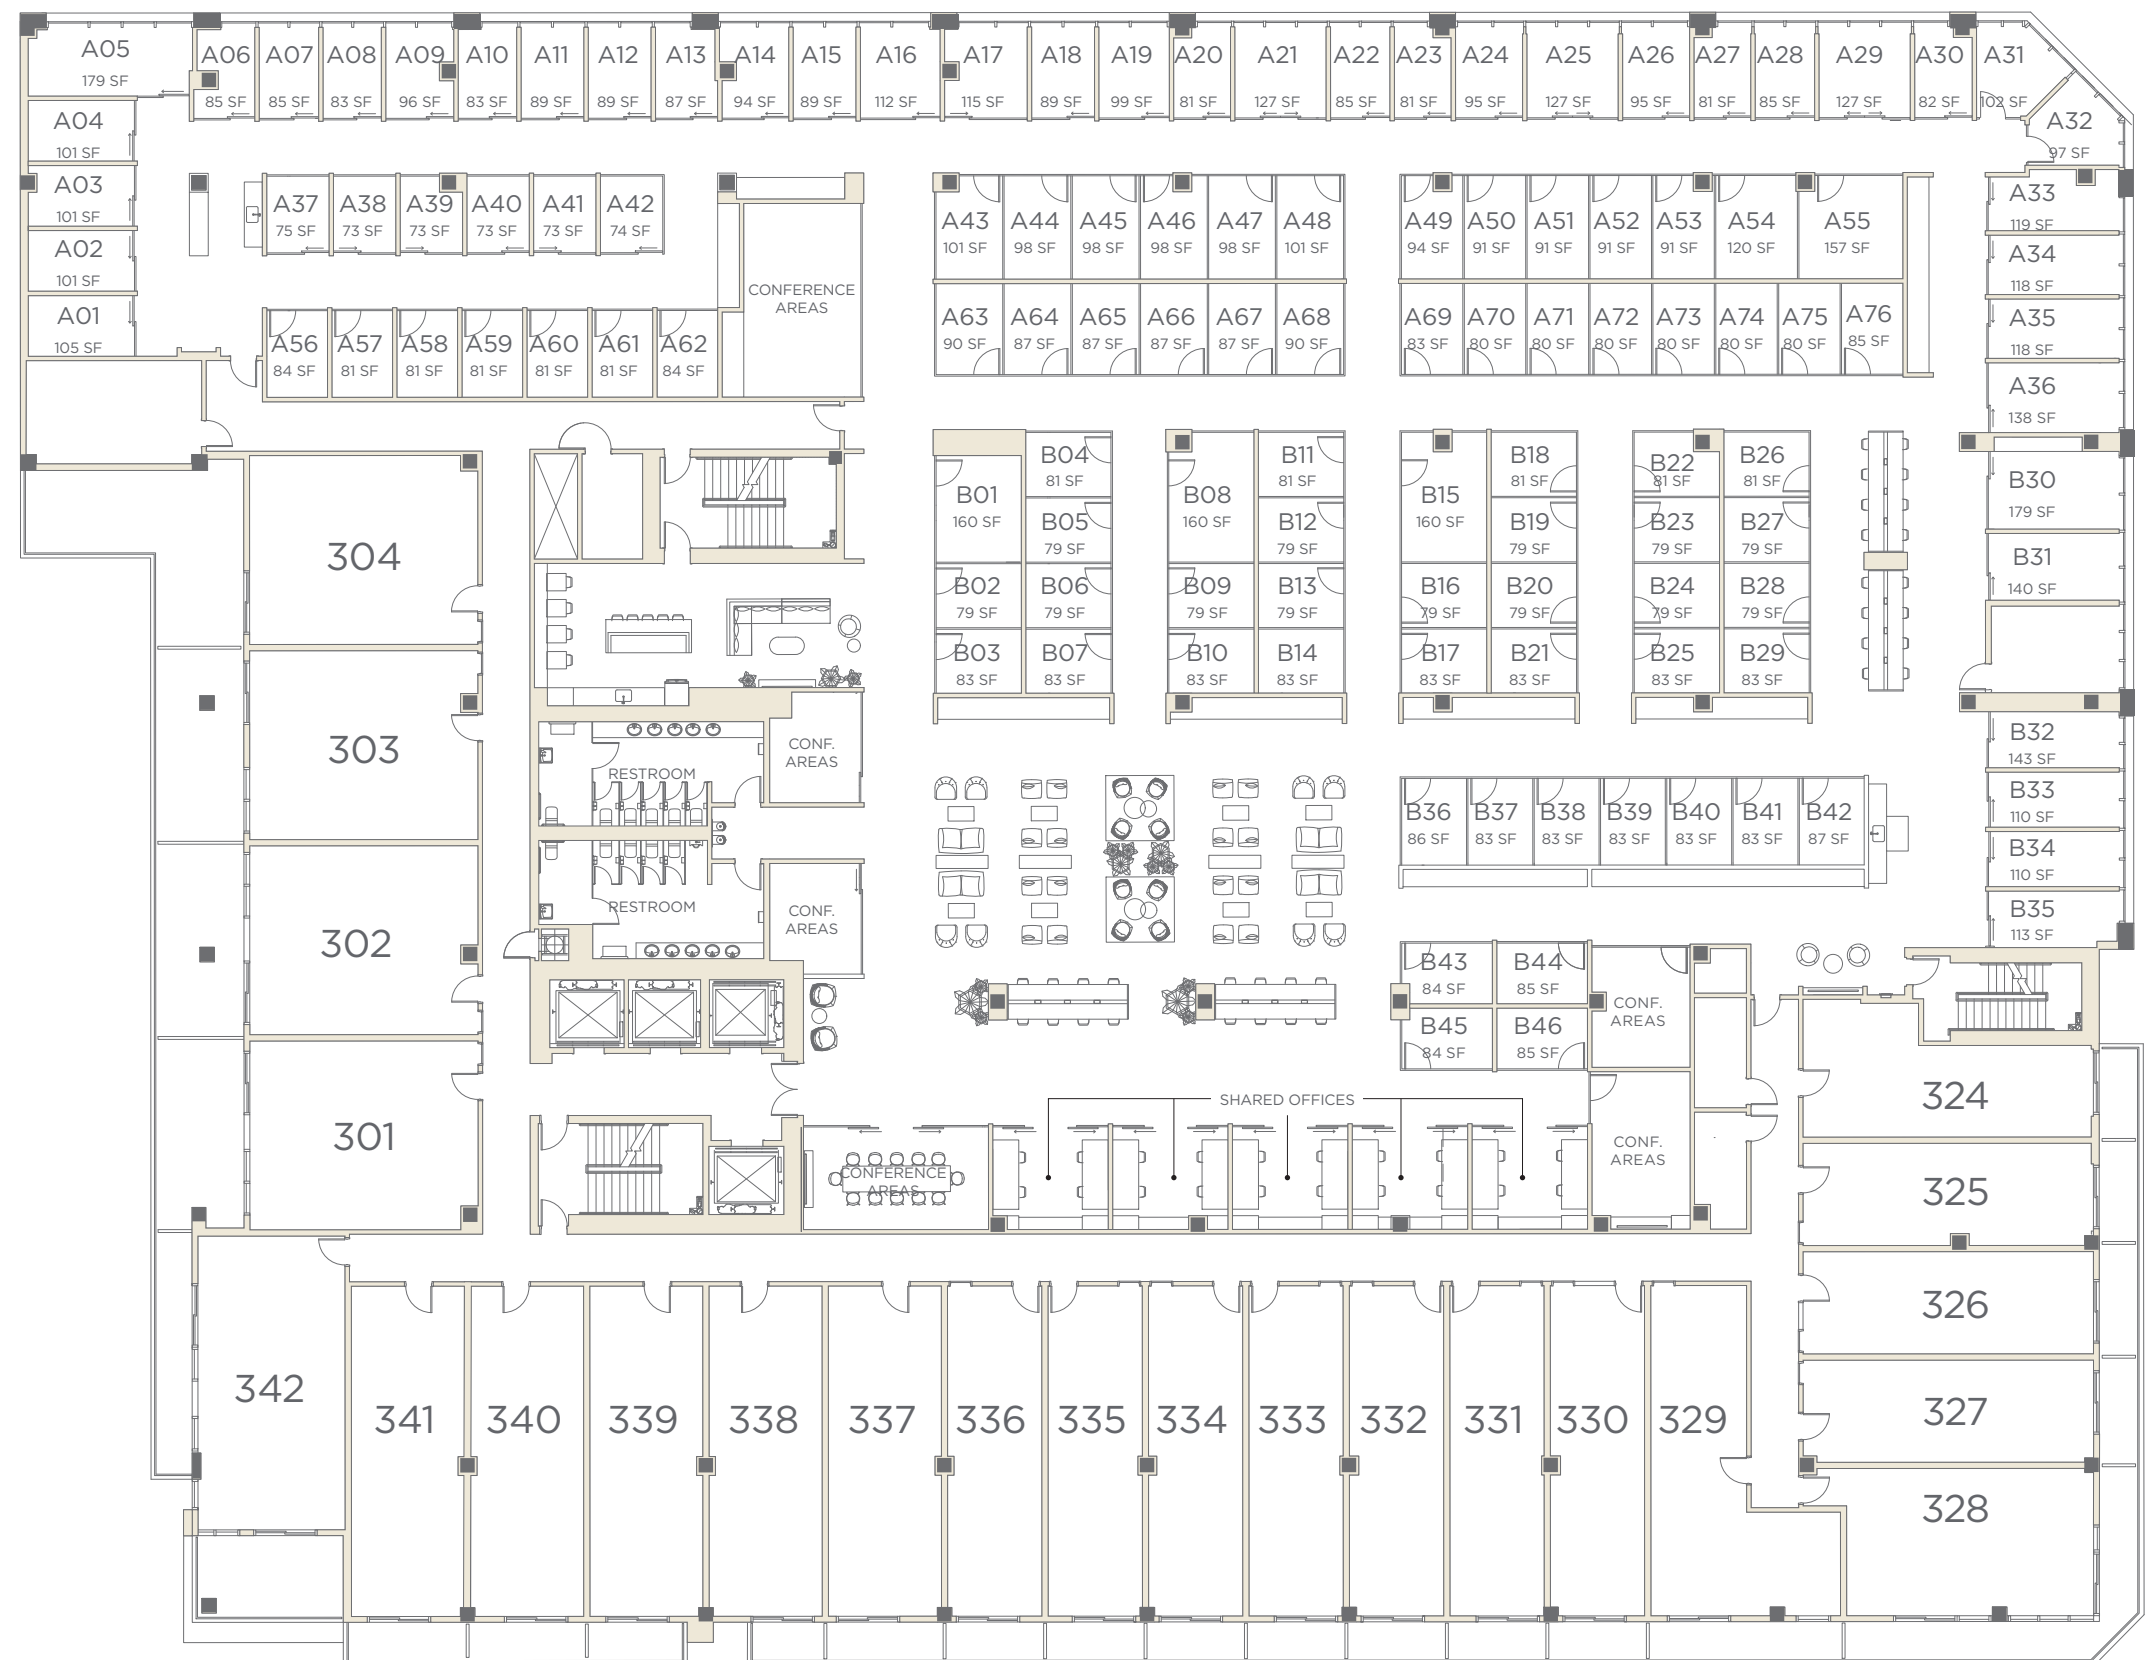 A05
179 SF
A06
85 SF
A07
85 SF
A08
83 SF
A09
96 SF
A10
83 SF
A11
89 SF
A12
89 SF
A13
87 SF
A14
94 SF
A15
89 SF
A16
112 SF
A17
115 SF
A18
89 SF
A19
99 SF
A20
81 SF
A21
127 SF
A22
85 SF
A23
81 SF
A24
95 SF
A25
127 SF
A26
95 SF
A27
81 SF
A28
85 SF
A29
127 SF
A30
82 SF
A31
102 SF
A32
97 SF
A04
101 SF
A03
101 SF
A02
101 SF
A01
105 SF
A37
75 SF
A38
73 SF
A39
73 SF
A40
73 SF
A41
73 SF
A42
74 SF
A43
101 SF
A44
98 SF
A45
98 SF
A46
98 SF
A47
98 SF
A48
101 SF
A49
94 SF
A50
91 SF
A51
91 SF
A52
91 SF
A53
91 SF
A54
120 SF
A55
157 SF
A33
119 SF
A34
118 SF
A35
118 SF
A36
138 SF
CONFERENCE
AREAS
A56
84 SF
A57
81 SF
A58
81 SF
A59
81 SF
A60
81 SF
A61
81 SF
A62
84 SF
A63
90 SF
A64
87 SF
A65
87 SF
A66
87 SF
A67
87 SF
A68
90 SF
A69
83 SF
A70
80 SF
A71
80 SF
A72
80 SF
A73
80 SF
A74
80 SF
A75
80 SF
A76
85 SF
B01
160 SF
B02
79 SF
B03
83 SF
B04
81 SF
B05
79 SF
B06
79 SF
B07
83 SF
B08
160 SF
B09
79 SF
B10
83 SF
B11
81 SF
B12
79 SF
B13
79 SF
B14
83 SF
B15
160 SF
B16
79 SF
B17
83 SF
B18
81 SF
B19
79 SF
B20
79 SF
B21
83 SF
B22
81 SF
B23
79 SF
B24
79 SF
B25
83 SF
B26
81 SF
B27
79 SF
B28
79 SF
B29
83 SF
B30
179 SF
B31
140 SF
B32
143 SF
B33
110 SF
B34
110 SF
B35
113 SF
304
303
302
301
RESTROOM
RESTROOM
CONF.
AREAS
CONF.
AREAS
B36
86 SF
B37
83 SF
B38
83 SF
B39
83 SF
B40
83 SF
B41
83 SF
B42
87 SF
B43
84 SF
B44
85 SF
B45
84 SF
B46
85 SF
CONF.
AREAS
CONF.
AREAS
SHARED OFFICES
CONFERENCE
AREAS
324
325
326
327
328
342
341
340
339
338
337
336
335
334
333
332
331
330
329